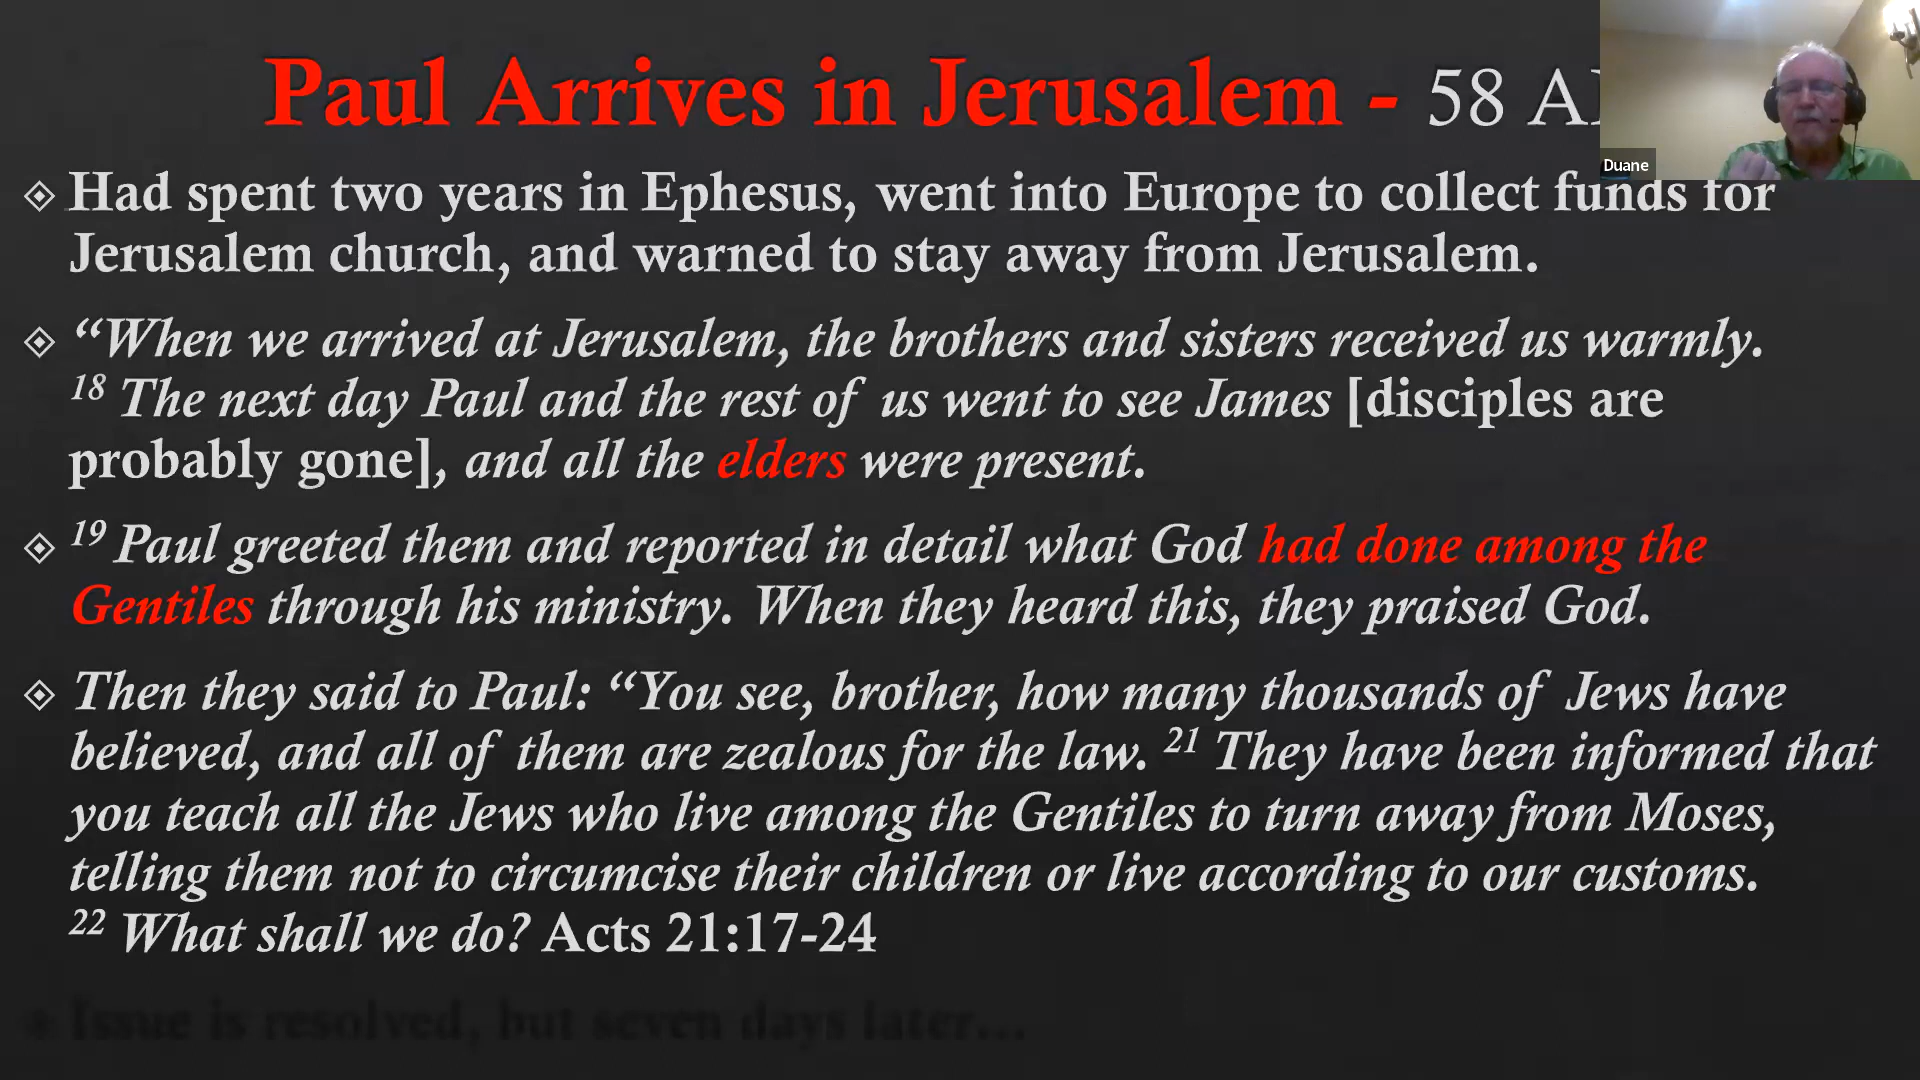 Paul Arrives in Jerusalem - 58 A
Duane
Had spent two years in Ephesus, went into Europe to collect funds for
Jerusalem church, and warned to stay away from Jerusalem.
“When we arrived at Jerusalem, the brothers and sisters received us warmly.
18 The next day Paul and the rest of us went to see James [disciples are
probably gone], and all the elders were present.
19 Paul greeted them and reported in detail what God had done among the
Gentiles through his ministry. When they heard this, they praised God.
Then they said to Paul: “You see, brother, how many thousands of Jews have
believed, and all of them are zealous for the law. 21 They have been informed that
you teach all the Jews who live among the Gentiles to turn away from Moses,
telling them not to circumcise their children or live according to our customs.
22 What shall we do? Acts 21:17-24
Issue is resolved, but seven days later...